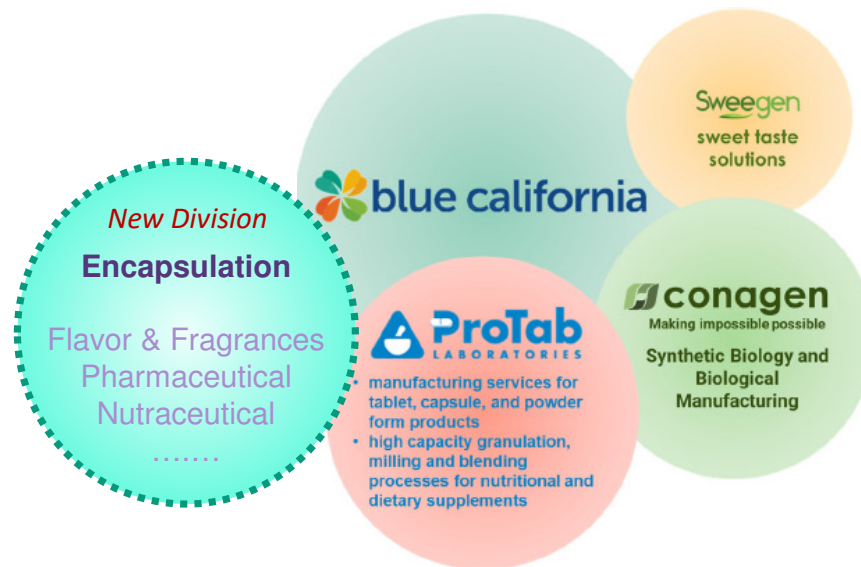 New Division
Encapsulation
Flavor & Fragrances
Pharmaceutical
Nutraceutical
…….
blue california
Sweegen
sweet taste
solutions
conagen
Making impossible possible
Synthetic Biology and
Biological
Manufacturing
ProTab
LABORATORIES
• manufacturing services for
tablet, capsule, and powder
form products
• high capacity granulation,
milling and blending
processes for nutritional and
dietary supplements